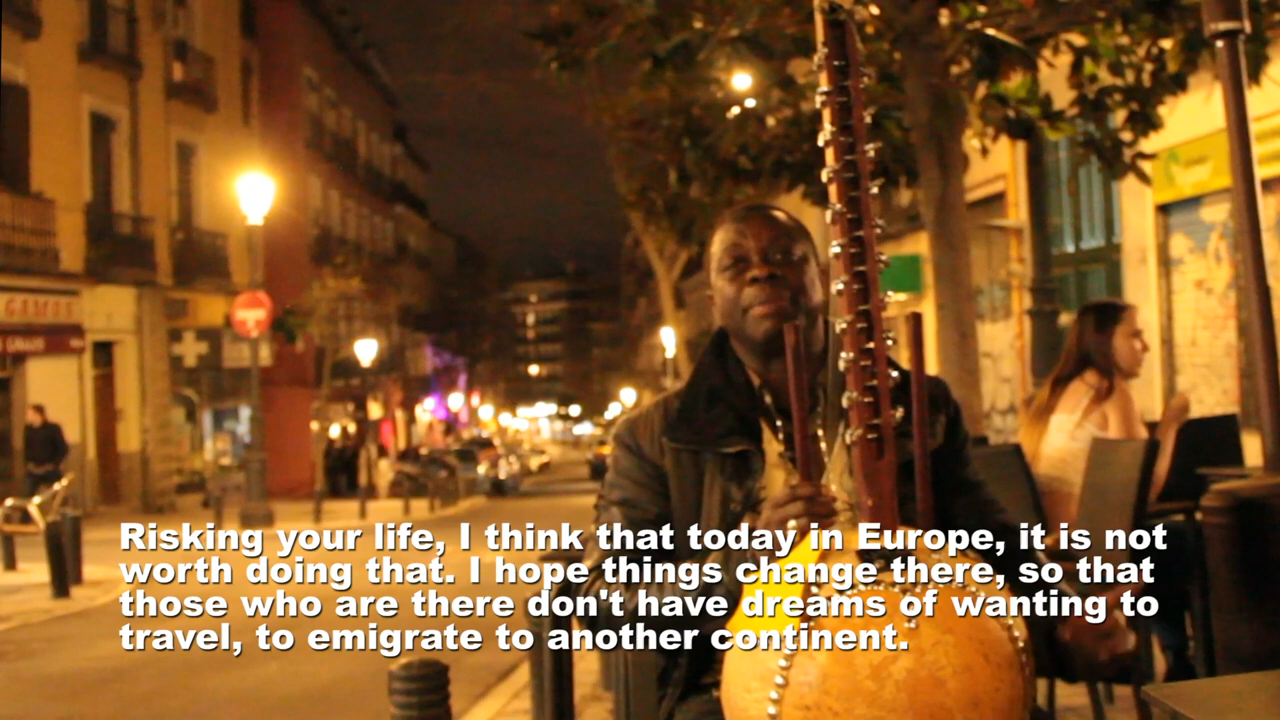 GAMOS
Risking your life, I think that today in Europe, it is not
worth doing that. I hope things change there, so that
those who are there don't have dreams of wanting to
travel, to emigrate to another continent.